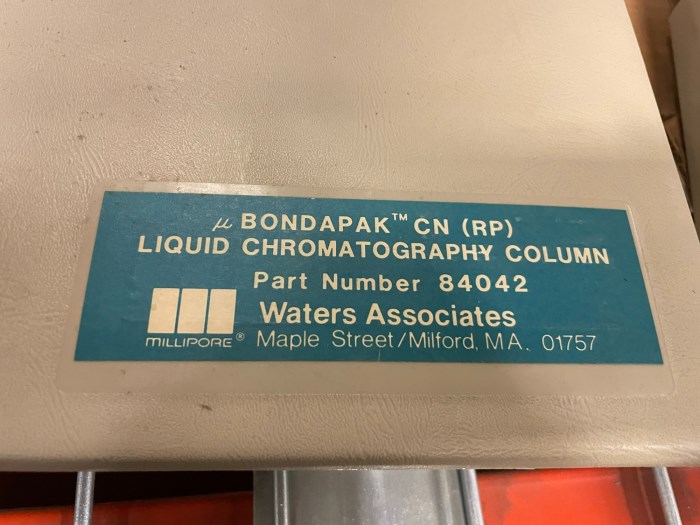 µ BONDAPAK™ CN (RP)
LIQUID CHROMATOGRAPHY COLUMN
Part Number 84042
Waters Associates
MILLIPORE® Maple Street/Milford, MA. 01757